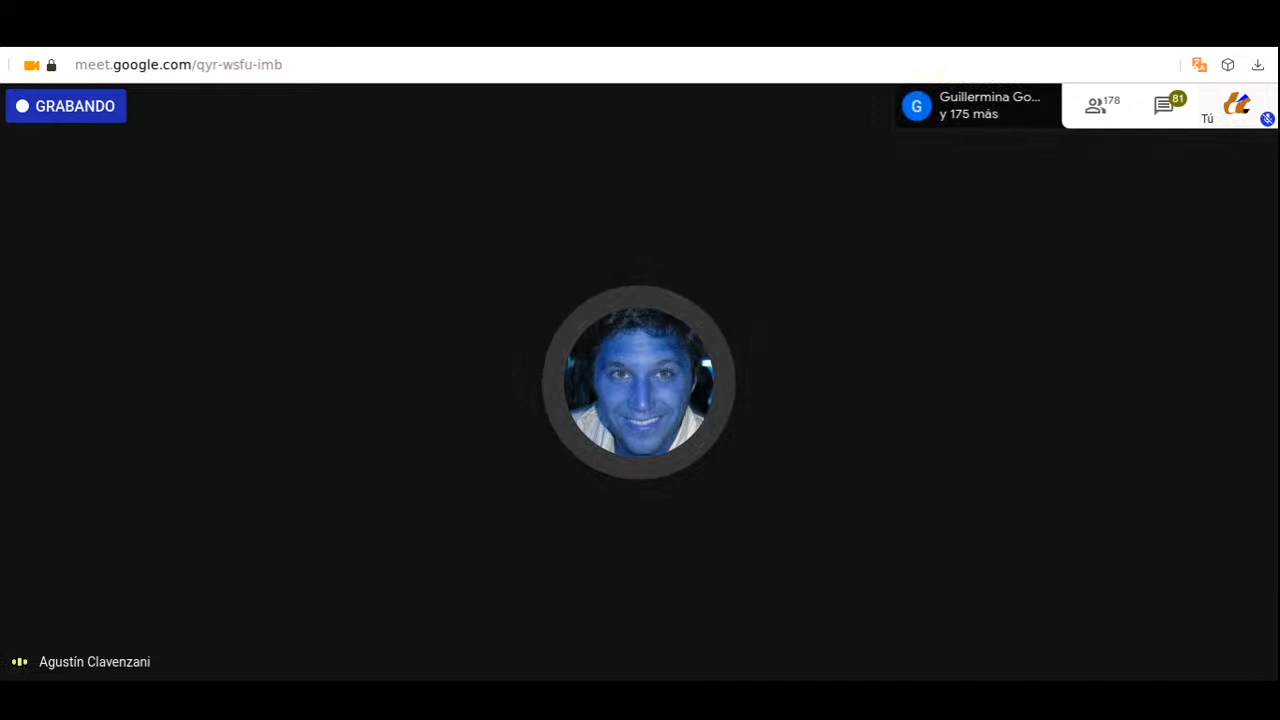 meet.google.com/qyr-wsfu-imb
GRABANDO
G
Guillermina Go...
y 175 más
178
81
Tú
Agustín Clavenzani